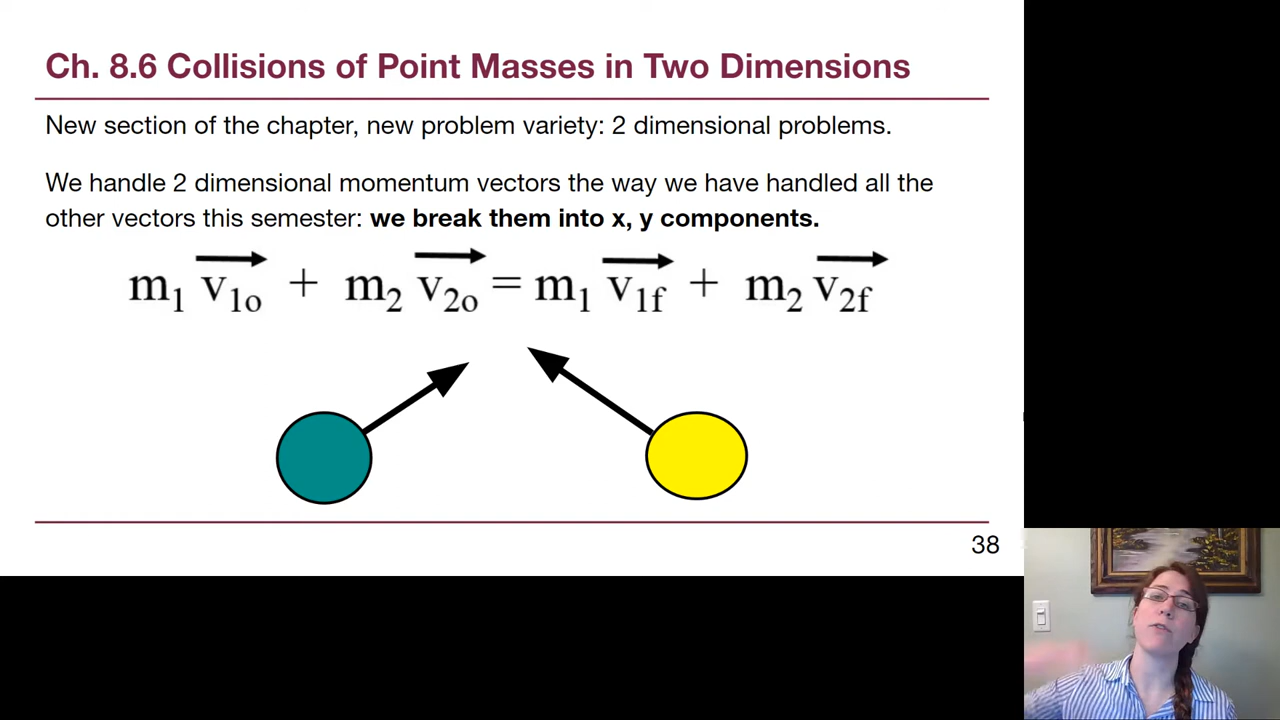 Ch. 8.6 Collisions of Point Masses in Two Dimensions
New section of the chapter, new problem variety: 2 dimensional problems.
We handle 2 dimensional momentum vectors the way we have handled all the
other vectors this semester: we break them into x, y components.
m₁ v₁ₒ + m₂ v₂ₒ = m₁ v₁f + m₂ v₂f
38